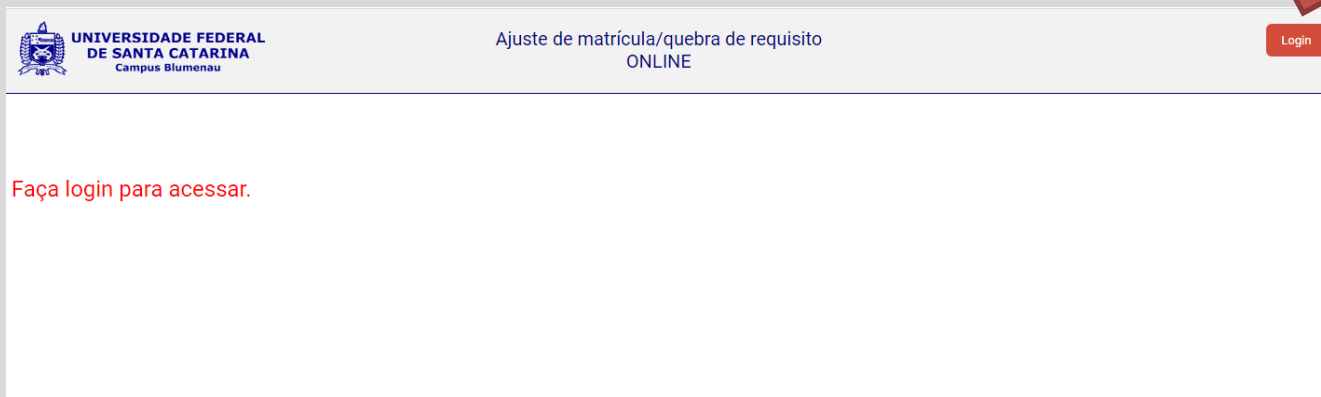 UNIVERSIDADE FEDERAL
DE SANTA CATARINA
Campus Blumenau
Ajuste de matrícula/quebra de requisito
ONLINE
Login
Faça login para acessar.